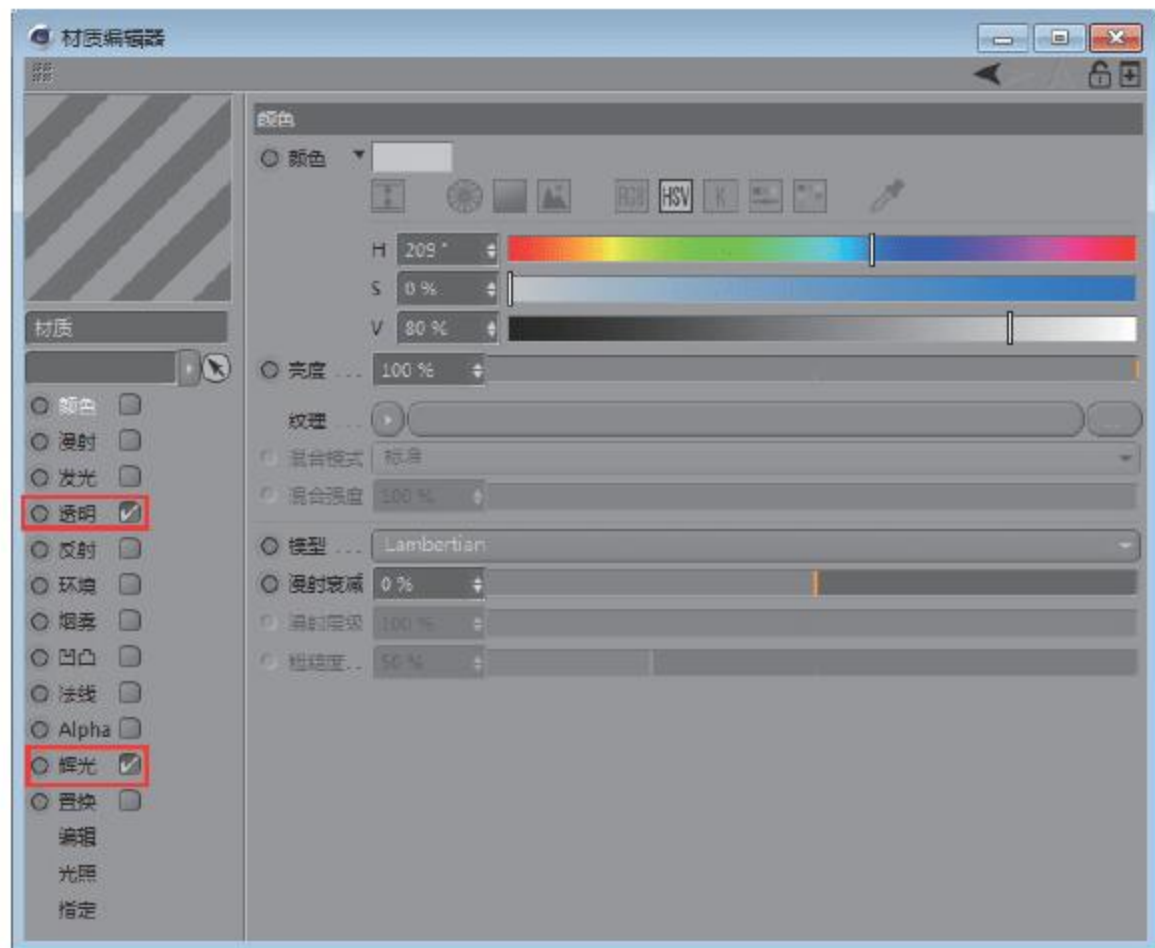 材质编辑器
颜色
颜色
RGB HSV K
H 209 °
S 0 %
V 80 %
材质
亮度 ... 100 %
纹理 ...
混合模式 标准
混合强度 100 %
模型 ... Lambertian
漫射衰减 0 %
漫射层级 100 %
粗糙度.. 50 %
颜色
漫射
发光
透明
反射
环境
烟雾
凹凸
法线
Alpha
辉光
置换
编辑
光照
指定